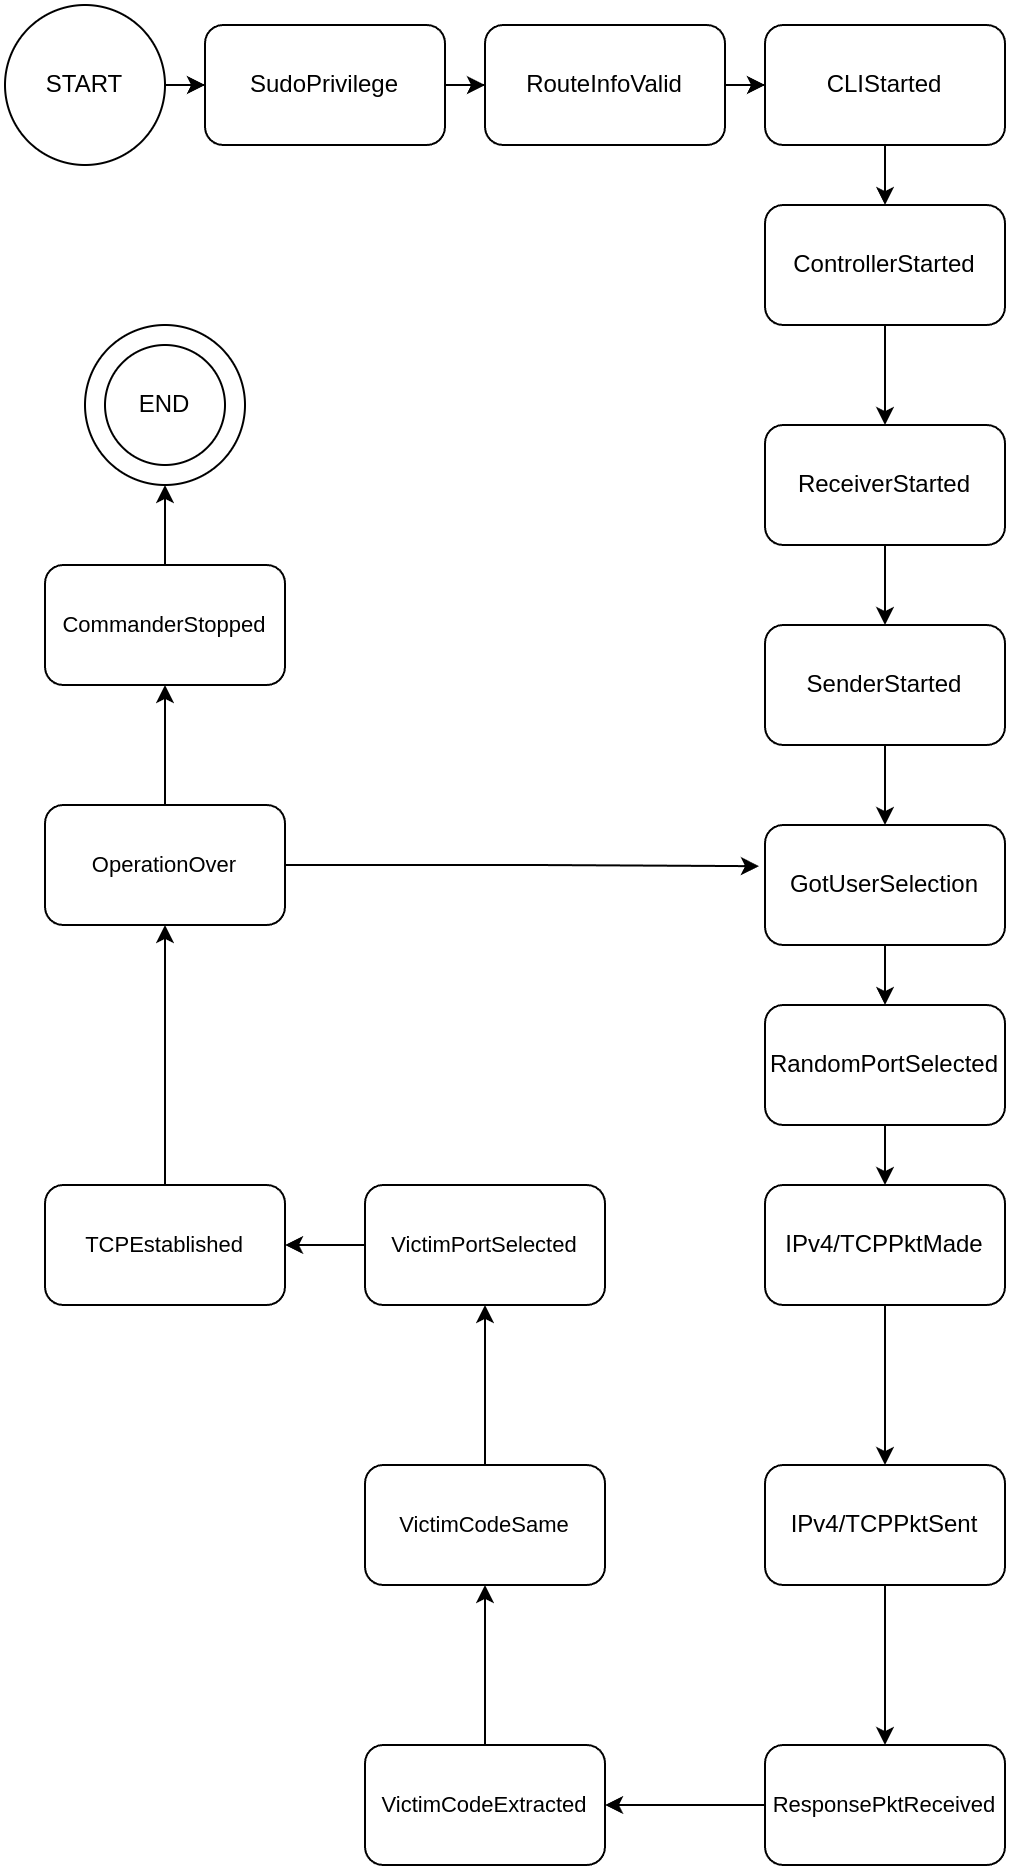 START
SudoPrivilege
RouteInfoValid
CLIStarted
ControllerStarted
END
ReceiverStarted
CommanderStopped
SenderStarted
OperationOver
GotUserSelection
RandomPortSelected
TCPEstablished
VictimPortSelected
IPv4/TCPPktMade
VictimCodeSame
IPv4/TCPPktSent
VictimCodeExtracted
ResponsePktReceived